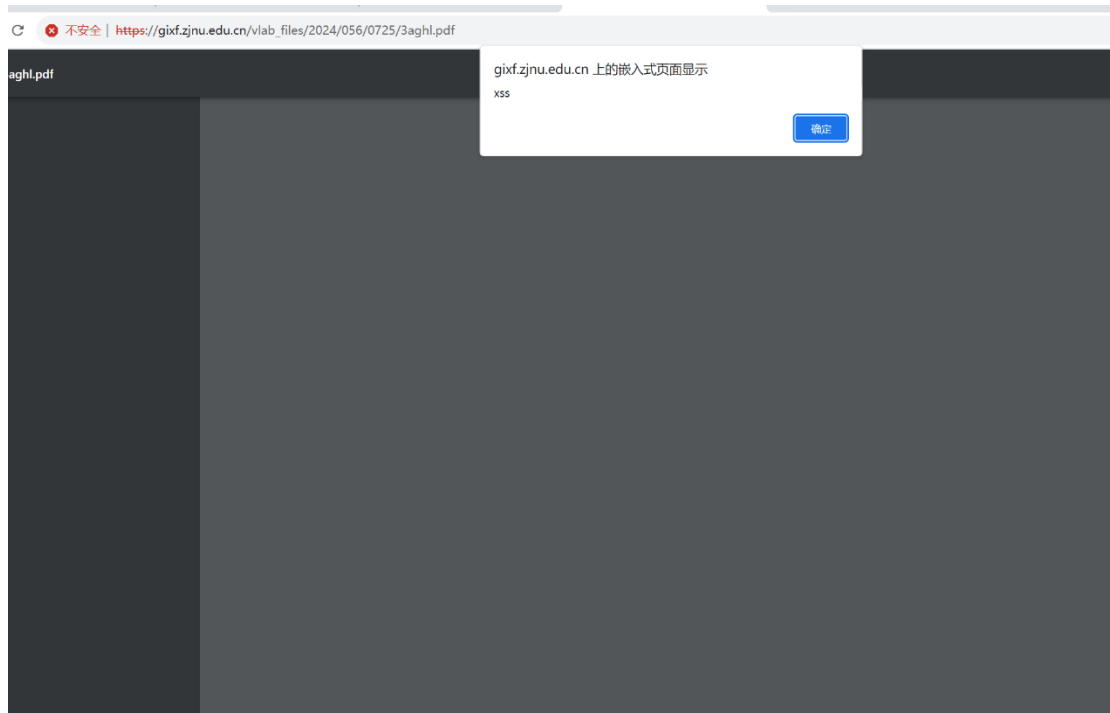 不安全 | https://gixf.zjnu.edu.cn/vlab_files/2024/056/0725/3aghl.pdf
aghl.pdf
gixf.zjnu.edu.cn 上的嵌入式页面显示
xss
确定